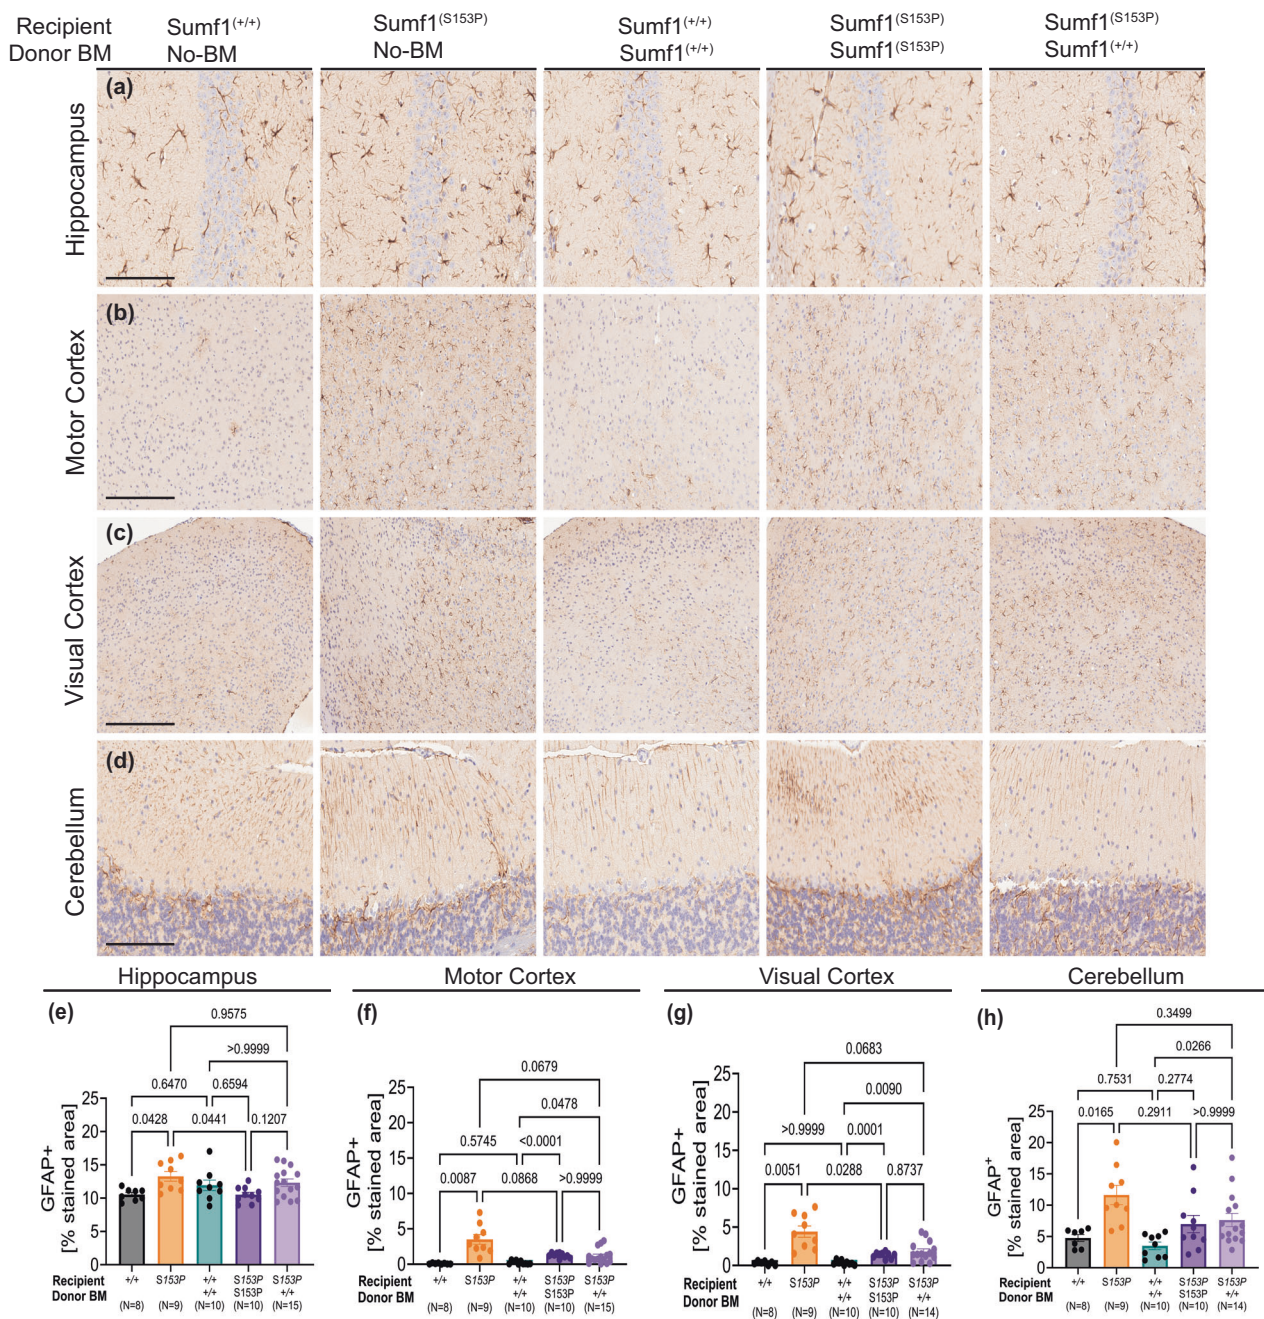 Recipient Sumf1(+/+) Sumf1(S153P) Sumf1(+/+) Sumf1(S153P) Sumf1(S153P)
Donor BM No-BM No-BM Sumf1(+/+) Sumf1(S153P) Sumf1(+/+)
(a)
Hippocampus
(b)
Motor Cortex
(c)
Visual Cortex
(d)
Cerebellum
Hippocampus Motor Cortex Visual Cortex Cerebellum
(e)
0.9575
>0.9999
0.6470 0.6594
0.0428 0.0441 0.1207
GFAP+
[% stained area]
25
20
15
10
5
0
Recipient +/+ S153P +/+ S153P S153P
Donor BM +/+ S153P +/+
(N=8) (N=9) (N=10) (N=10) (N=15)
(f)
0.0679
0.0478
0.5745 <0.0001
0.0087 0.0868 >0.9999
GFAP+
[% stained area]
25
20
15
10
5
0
Recipient +/+ S153P +/+ S153P S153P
Donor BM +/+ S153P +/+
(N=8) (N=9) (N=10) (N=10) (N=15)
(g)
0.0683
0.0090
>0.9999 0.0001
0.0051 0.0288 0.8737
GFAP+
[% stained area]
25
20
15
10
5
0
Recipient +/+ S153P +/+ S153P S153P
Donor BM +/+ S153P +/+
(N=8) (N=9) (N=10) (N=10) (N=14)
(h)
0.3499
0.0266
0.7531 0.2774
0.0165 0.2911 >0.9999
GFAP+
[% stained area]
25
20
15
10
5
0
Recipient +/+ S153P +/+ S153P S153P
Donor BM +/+ S153P +/+
(N=8) (N=9) (N=10) (N=10) (N=14)